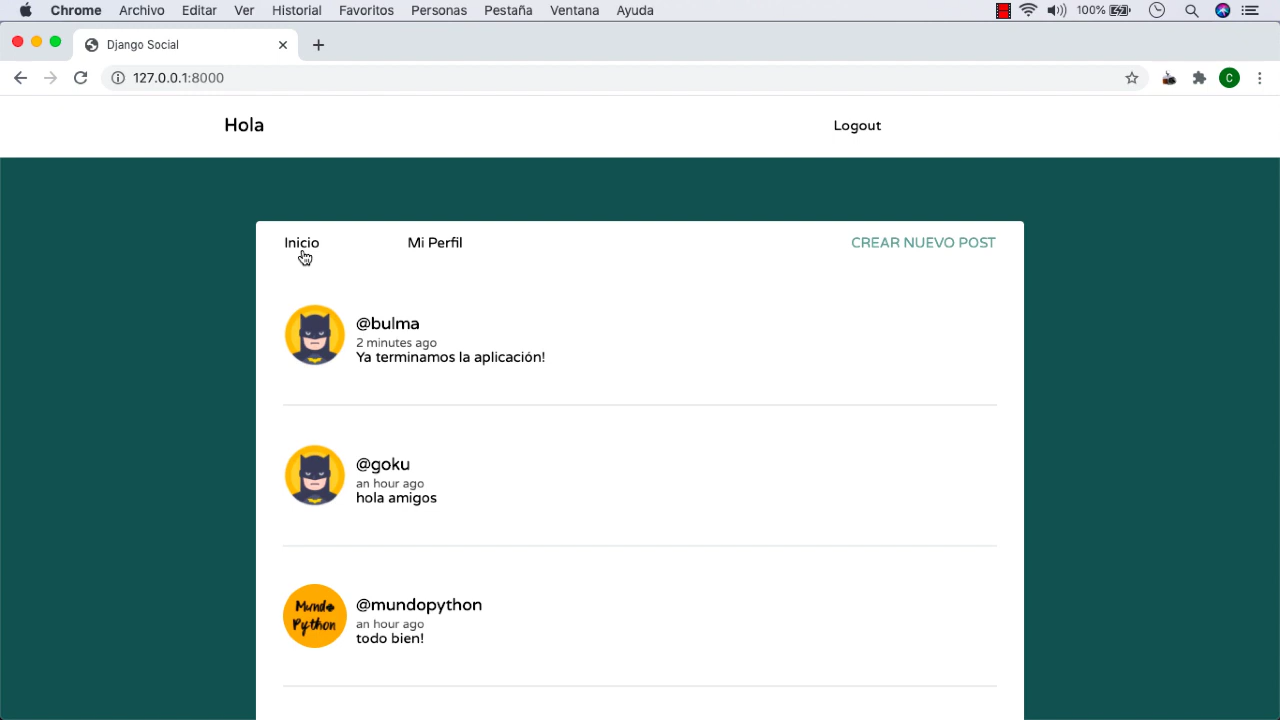 Chrome Archivo Editar Ver Historial Favoritos Personas Pestaña Ventana Ayuda 100%
Django Social
127.0.0.1:8000 C
Hola Logout
Inicio Mi Perfil CREAR NUEVO POST
@bulma
2 minutes ago
Ya terminamos la aplicación!
@goku
an hour ago
hola amigos
Mundo
Python
@mundopython
an hour ago
todo bien!